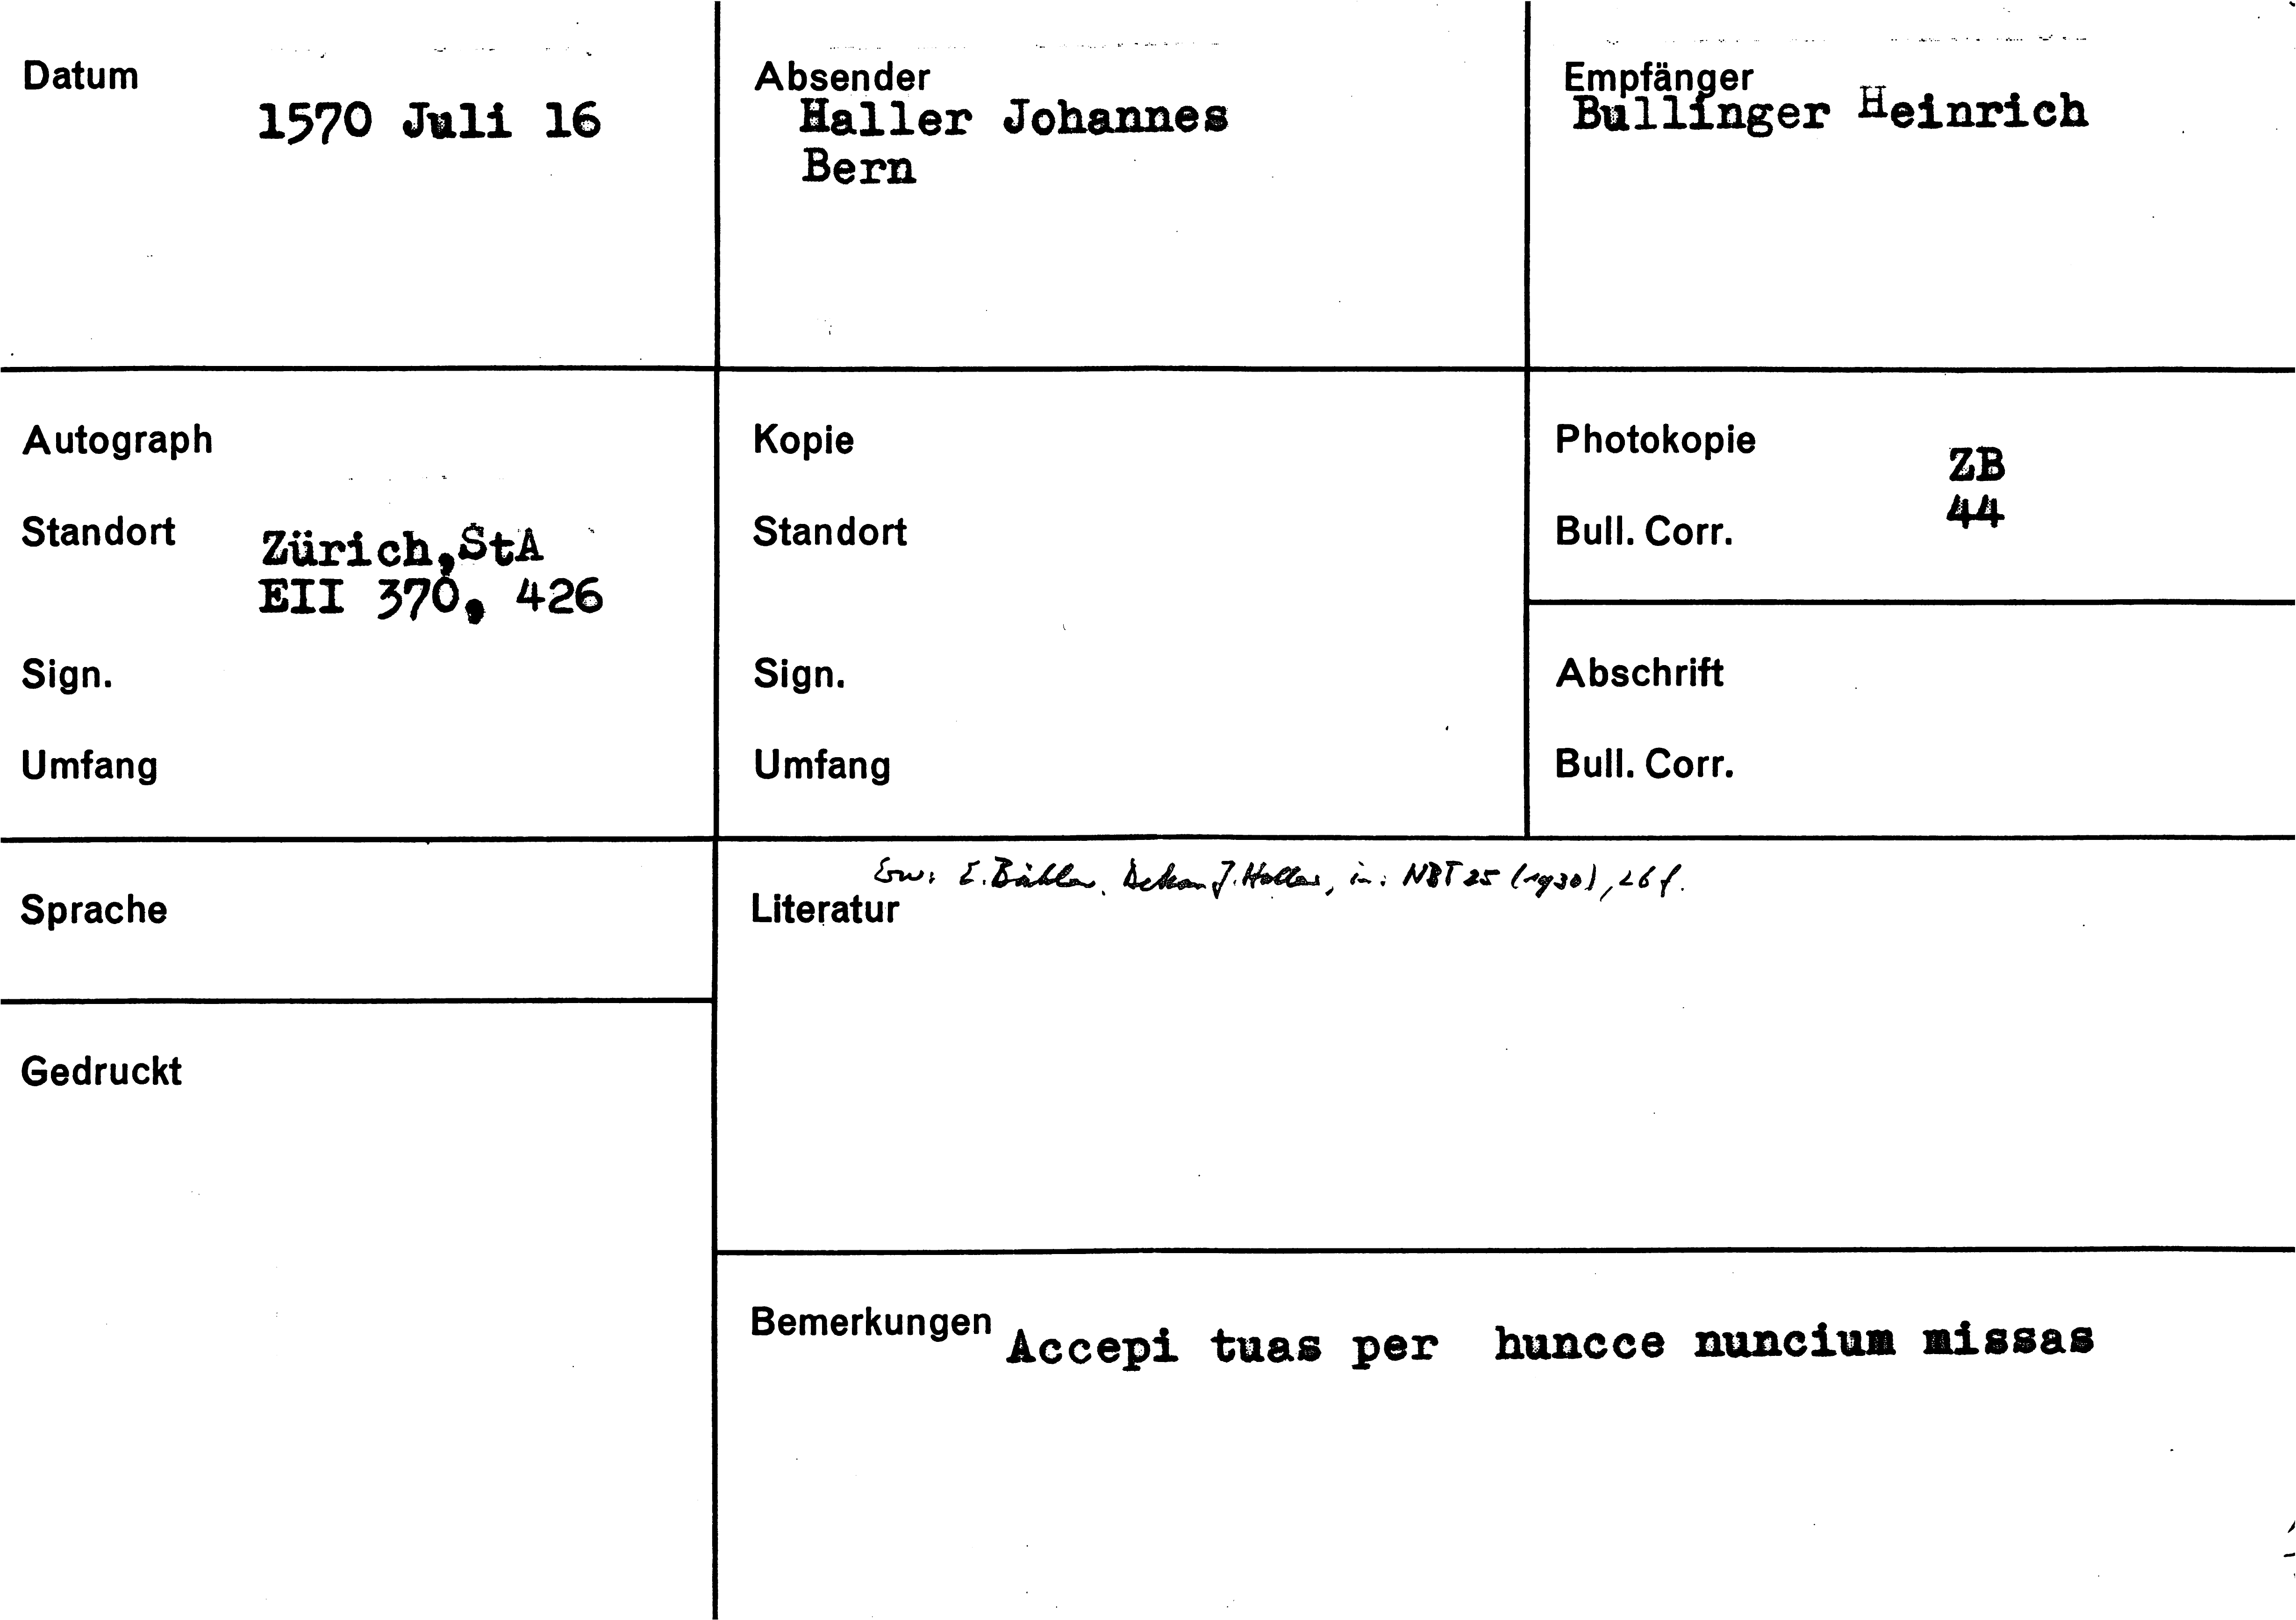 Datum
1570 Juli 16
Absender
Haller Johannes
Bern
Empfänger
Bullinger Heinrich
Autograph
Standort
Zürich, StA
EII 370, 426
Sign.
Umfang
Kopie
Standort
Sign.
Umfang
Photokopie
ZB
Bull. Corr.
44
Abschrift
Bull. Corr.
Sprache
Erw: E. Bähler, Dekan J. Haller, in: NBT 25 (1930), 26 f.
Literatur
Gedruckt
Bemerkungen
Accepi tuas per huncce nuncium missas